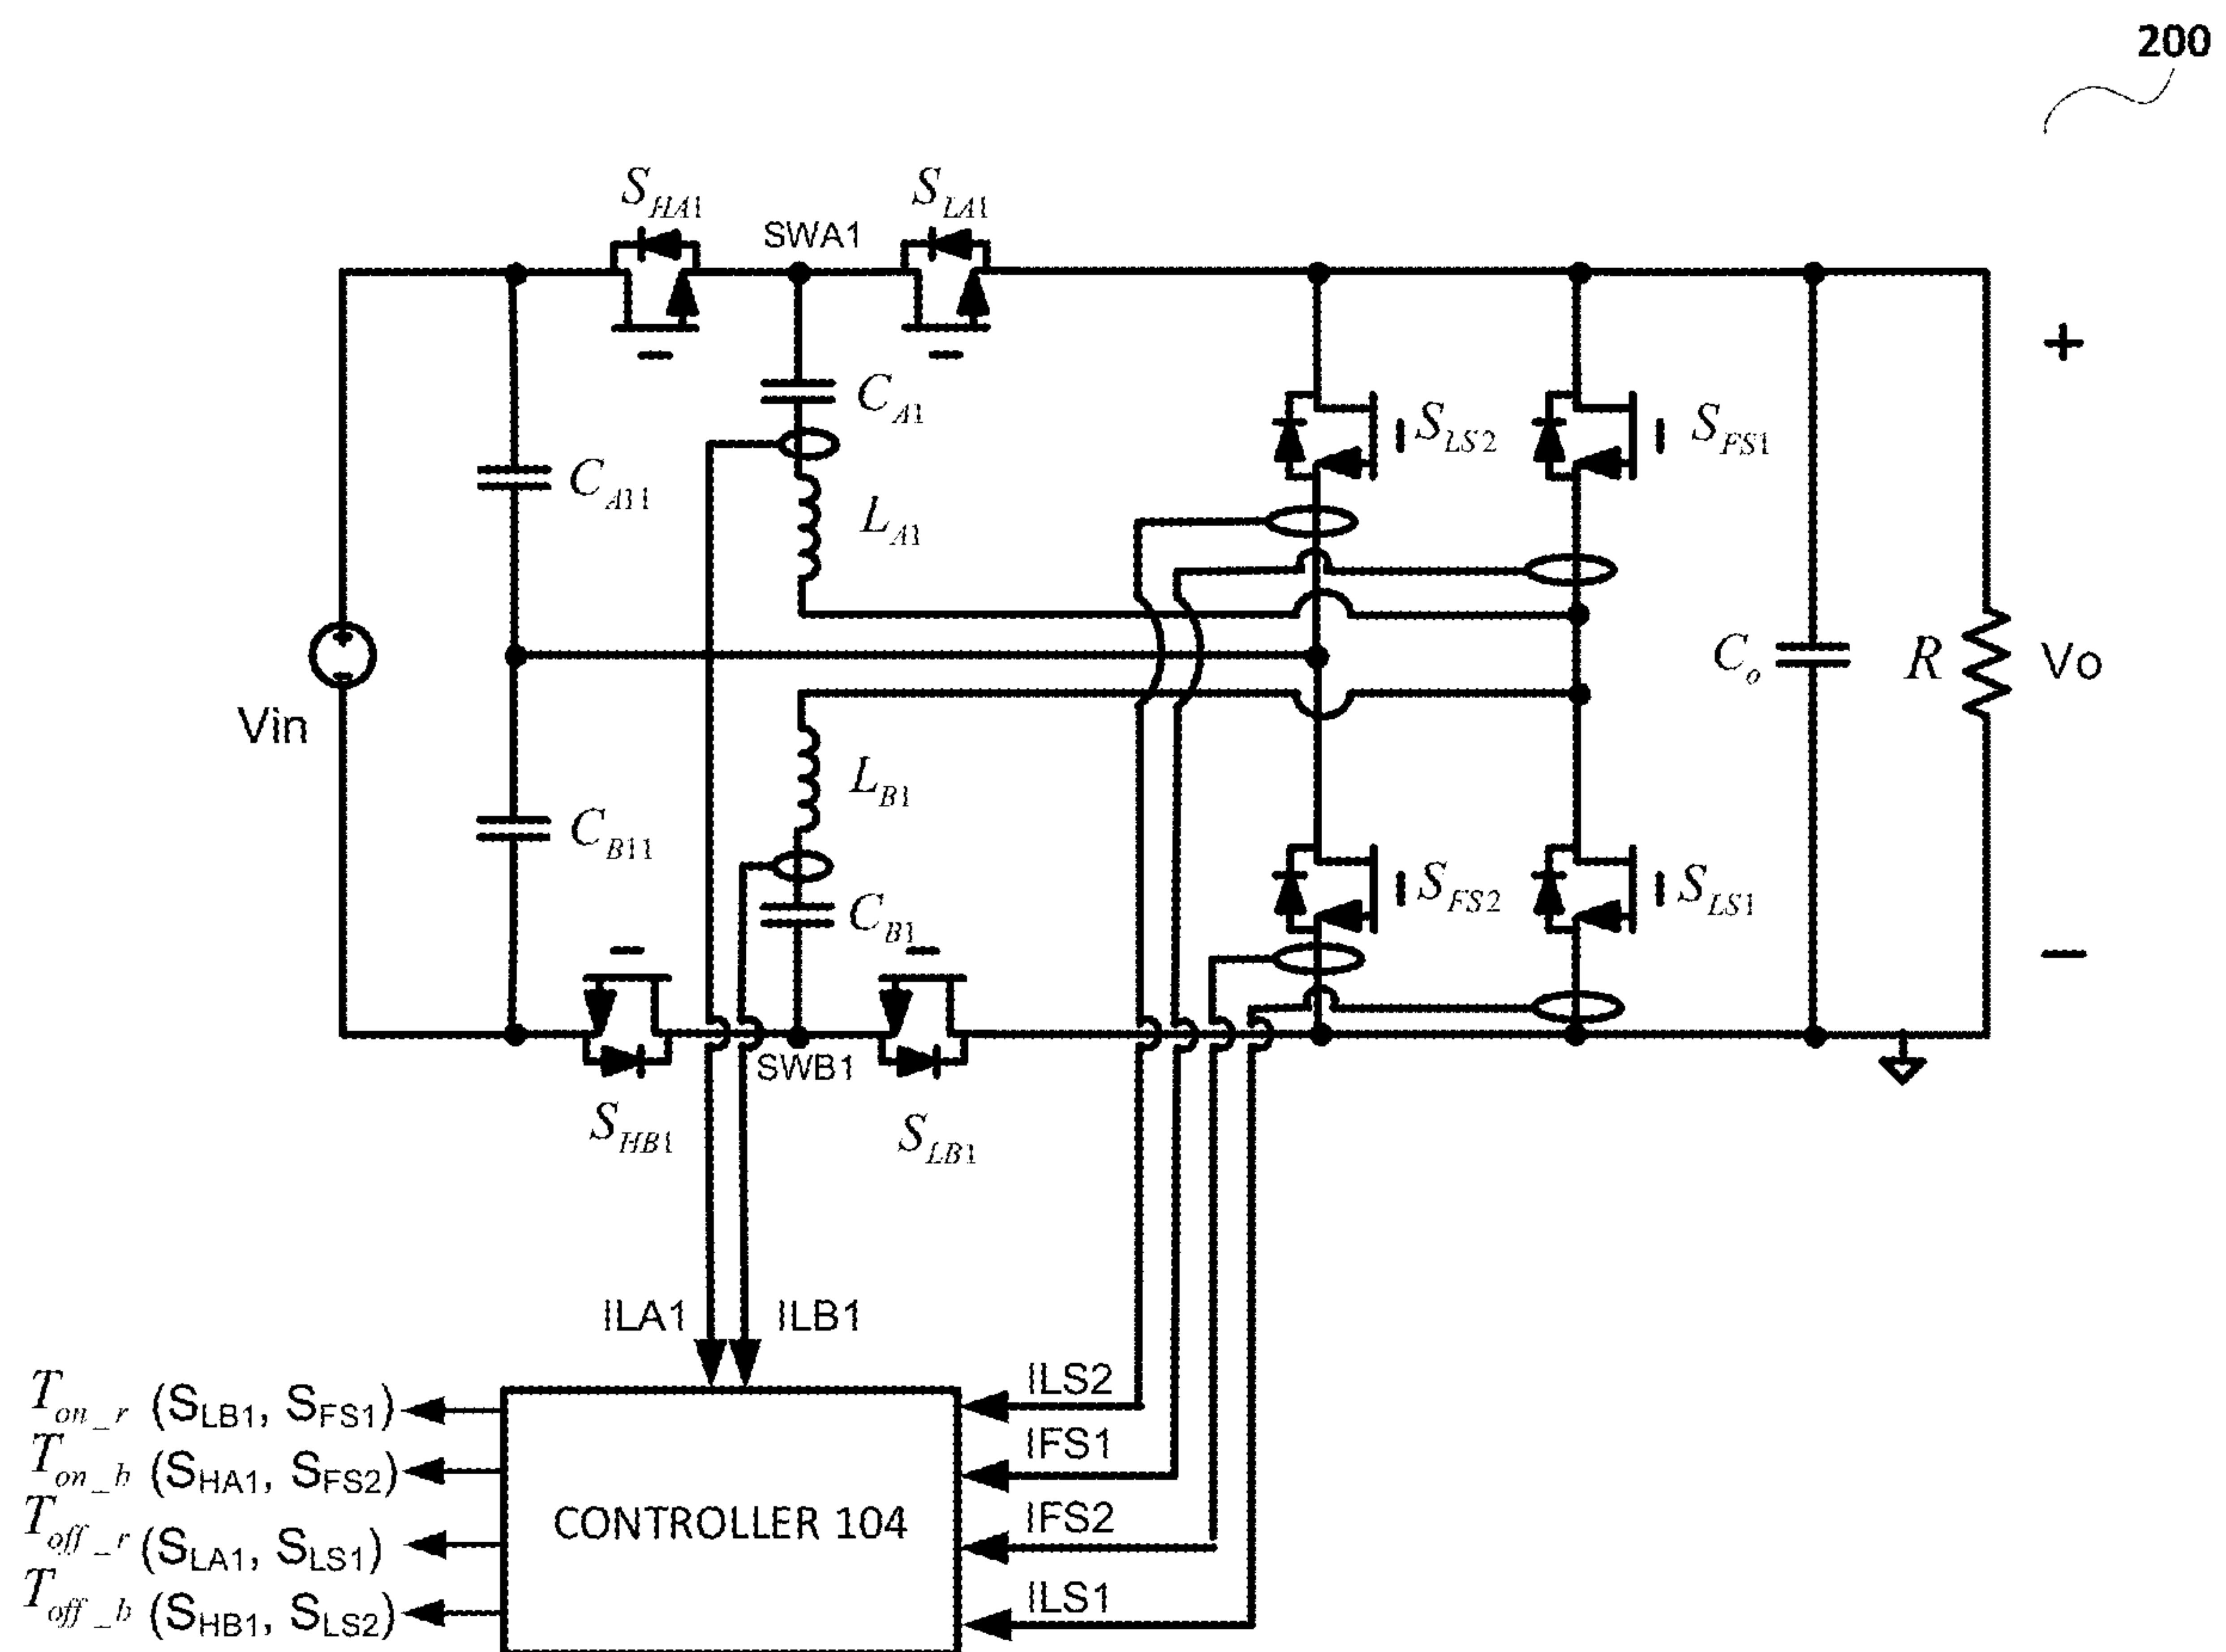 200
S_HA1
SWA1
S_LA1
+
C_A1
S_LS2
S_FS1
C_A11
L_A1
C_o
R
Vo
Vin
L_B1
C_B11
C_B1
S_FS2
S_LS1
SWB1
S_HB1
S_LB1
ILA1
ILB1
T_on_r (S_LB1, S_FS1)
T_on_b (S_HA1, S_FS2)
T_off_r (S_LA1, S_LS1)
T_off_b (S_HB1, S_LS2)
CONTROLLER 104
ILS2
IFS1
IFS2
ILS1